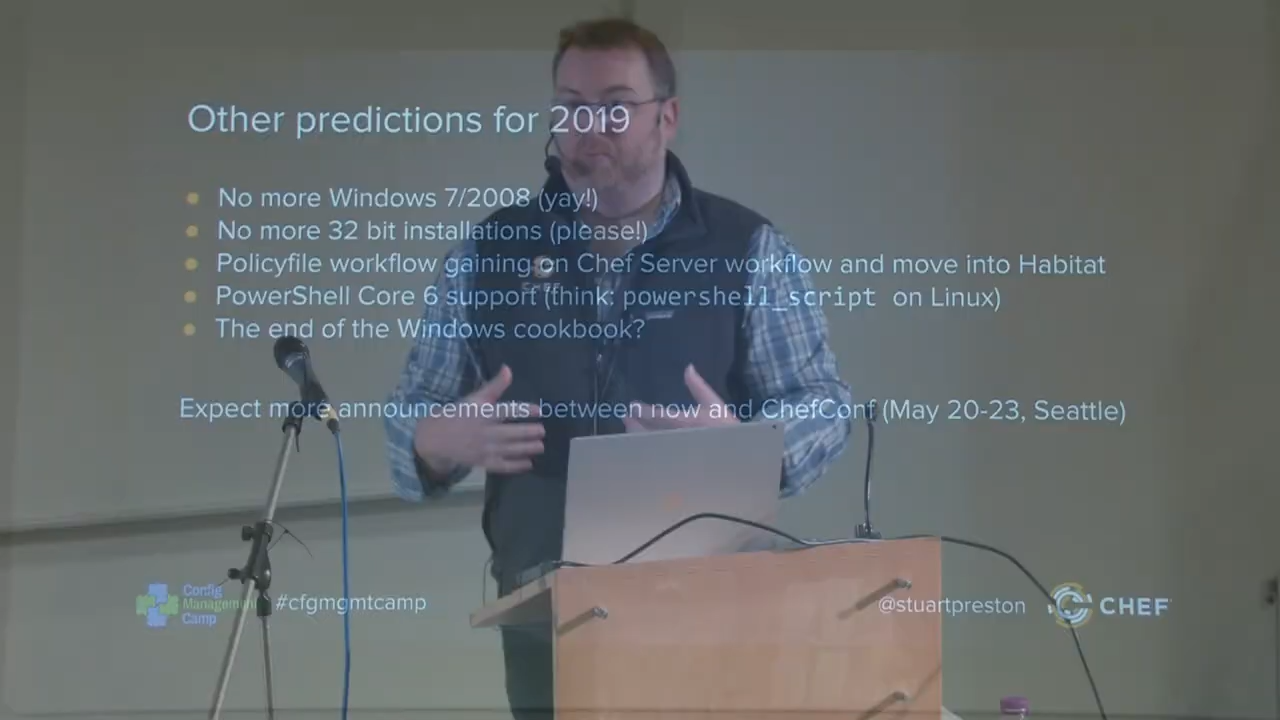 Other predictions for 2019
No more Windows 7/2008 (yay!)
No more 32 bit installations (please!)
Policyfile workflow gaining on Chef Server workflow and move into Habitat
PowerShell Core 6 support (think: powershell_script on Linux)
The end of the Windows cookbook?
Expect more announcements between now and ChefConf (May 20-23, Seattle)
Config
Management
Camp
#cfgmgmtcamp
@stuartpreston
CHEF
CHEF